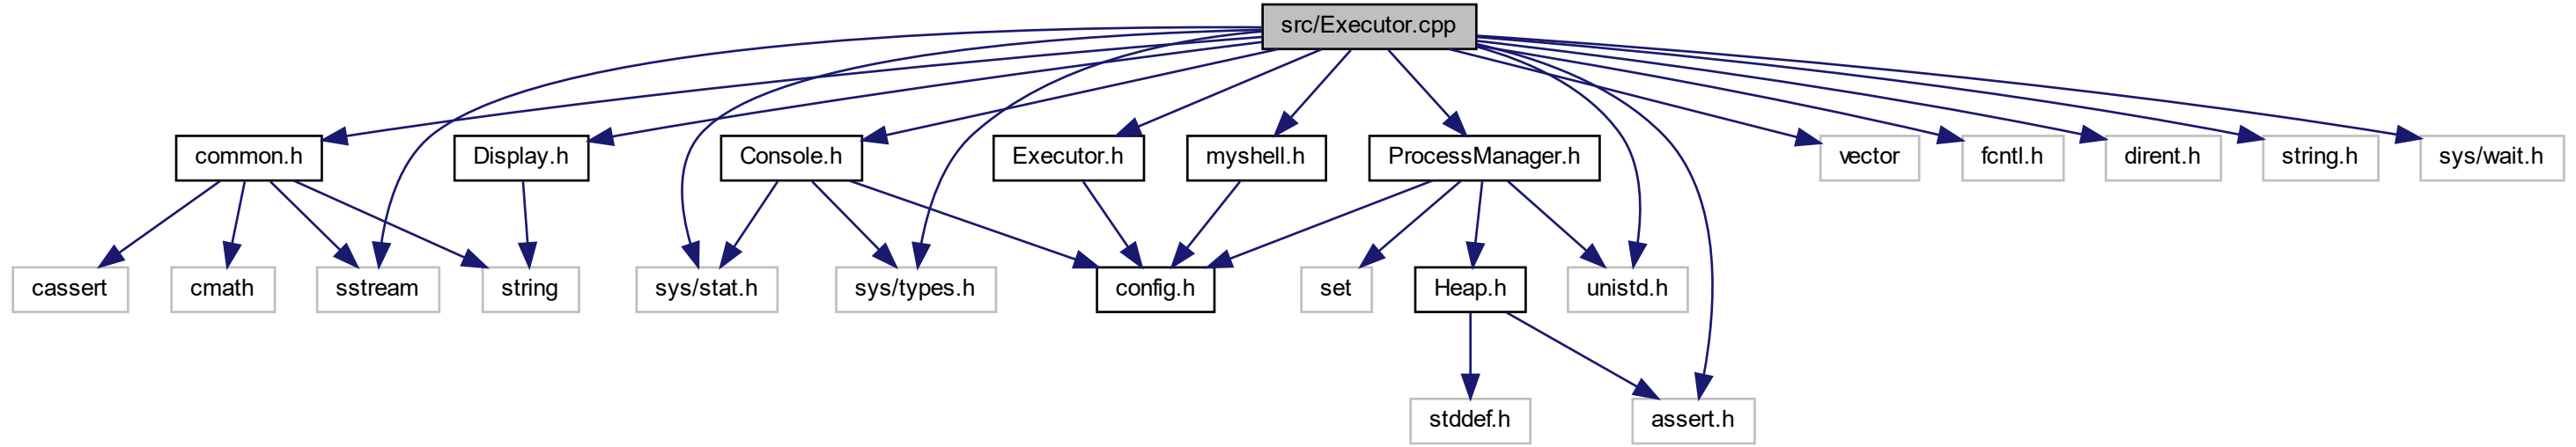 src/Executor.cpp
common.h
Display.h
Console.h
Executor.h
myshell.h
ProcessManager.h
vector
fcntl.h
dirent.h
string.h
sys/wait.h
cassert
cmath
sstream
string
sys/stat.h
sys/types.h
config.h
set
Heap.h
unistd.h
stddef.h
assert.h